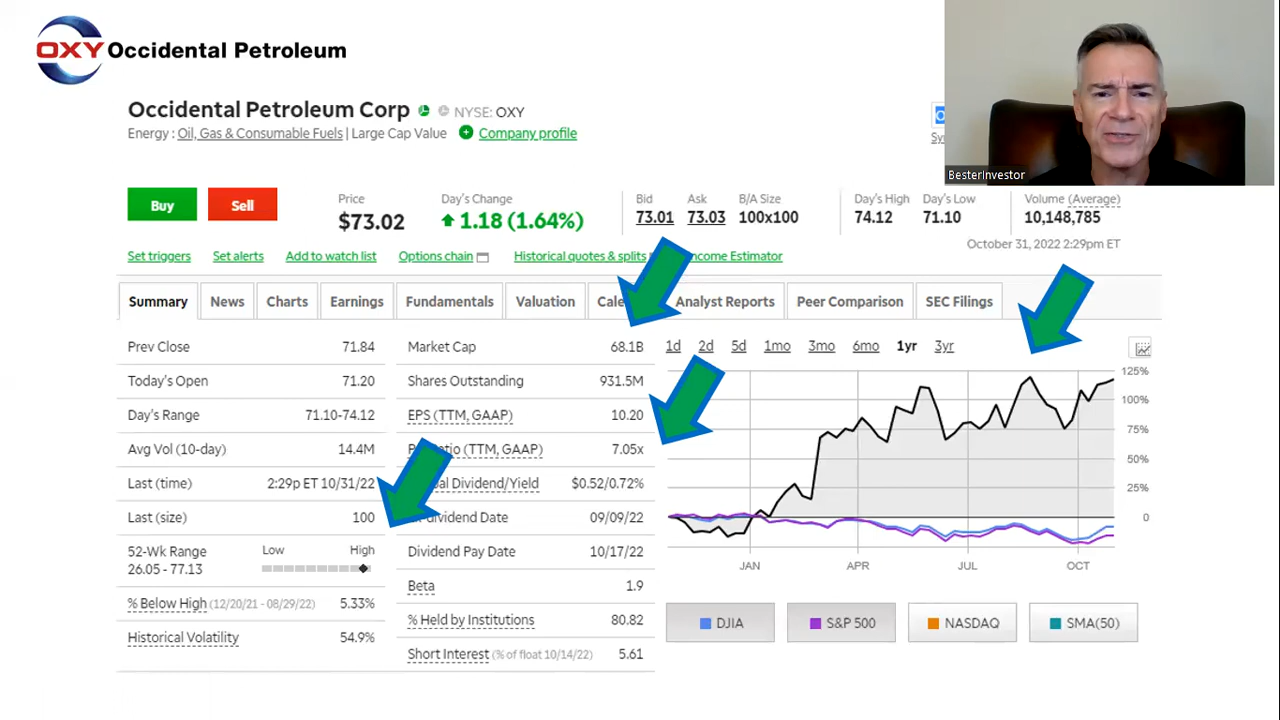 OXY Occidental Petroleum
Occidental Petroleum Corp NYSE: OXY
Energy : Oil, Gas & Consumable Fuels | Large Cap Value Company profile
BesterInvestor
Buy Sell
Price
$73.02
Day's Change
1.18 (1.64%)
Bid
73.01
Ask
73.03
B/A Size
100x100
Day's High
74.12
Day's Low
71.10
Volume (Average)
10,148,785
October 31, 2022 2:29pm ET
Set triggers Set alerts Add to watch list Options chain Historical quotes & splits Income Estimator
Summary News Charts Earnings Fundamentals Valuation Analyst Reports Peer Comparison SEC Filings
Prev Close 71.84
Today's Open 71.20
Day's Range 71.10-74.12
Avg Vol (10-day) 14.4M
Last (time) 2:29p ET 10/31/22
Last (size) 100
52-Wk Range Low High
26.05 - 77.13
% Below High (12/20/21 - 08/29/22) 5.33%
Historical Volatility 54.9%
Market Cap 68.1B
Shares Outstanding 931.5M
EPS (TTM, GAAP) 10.20
(TTM, GAAP) 7.05x
Dividend/Yield $0.52/0.72%
Date 09/09/22
Dividend Pay Date 10/17/22
Beta 1.9
% Held by Institutions 80.82
Short Interest (% of float 10/14/22) 5.61
1d 2d 5d 1mo 3mo 6mo 1yr 3yr
125%
100%
75%
50%
25%
0
JAN APR JUL OCT
DJIA S&P 500 NASDAQ SMA(50)